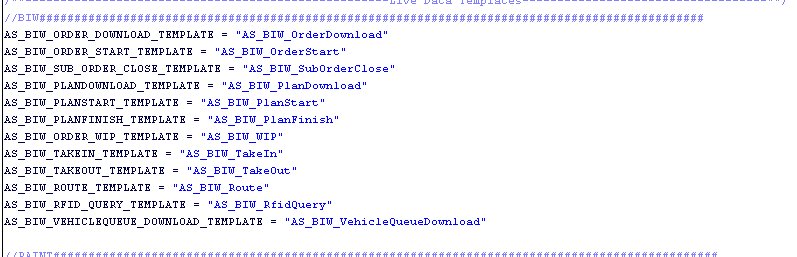 Live Data Templates
//BIW###############################################################################################
AS_BIW_ORDER_DOWNLOAD_TEMPLATE = "AS_BIW_OrderDownload"
AS_BIW_ORDER_START_TEMPLATE = "AS_BIW_OrderStart"
AS_BIW_SUB_ORDER_CLOSE_TEMPLATE = "AS_BIW_SubOrderClose"
AS_BIW_PLANDOWNLOAD_TEMPLATE = "AS_BIW_PlanDownload"
AS_BIW_PLANSTART_TEMPLATE = "AS_BIW_PlanStart"
AS_BIW_PLANFINISH_TEMPLATE = "AS_BIW_PlanFinish"
AS_BIW_ORDER_WIP_TEMPLATE = "AS_BIW_WIP"
AS_BIW_TAKEIN_TEMPLATE = "AS_BIW_TakeIn"
AS_BIW_TAKEOUT_TEMPLATE = "AS_BIW_TakeOut"
AS_BIW_ROUTE_TEMPLATE = "AS_BIW_Route"
AS_BIW_RFID_QUERY_TEMPLATE = "AS_BIW_RfidQuery"
AS_BIW_VEHICLEQUEUE_DOWNLOAD_TEMPLATE = "AS_BIW_VehicleQueueDownload"
//PAINT###############################################################################################